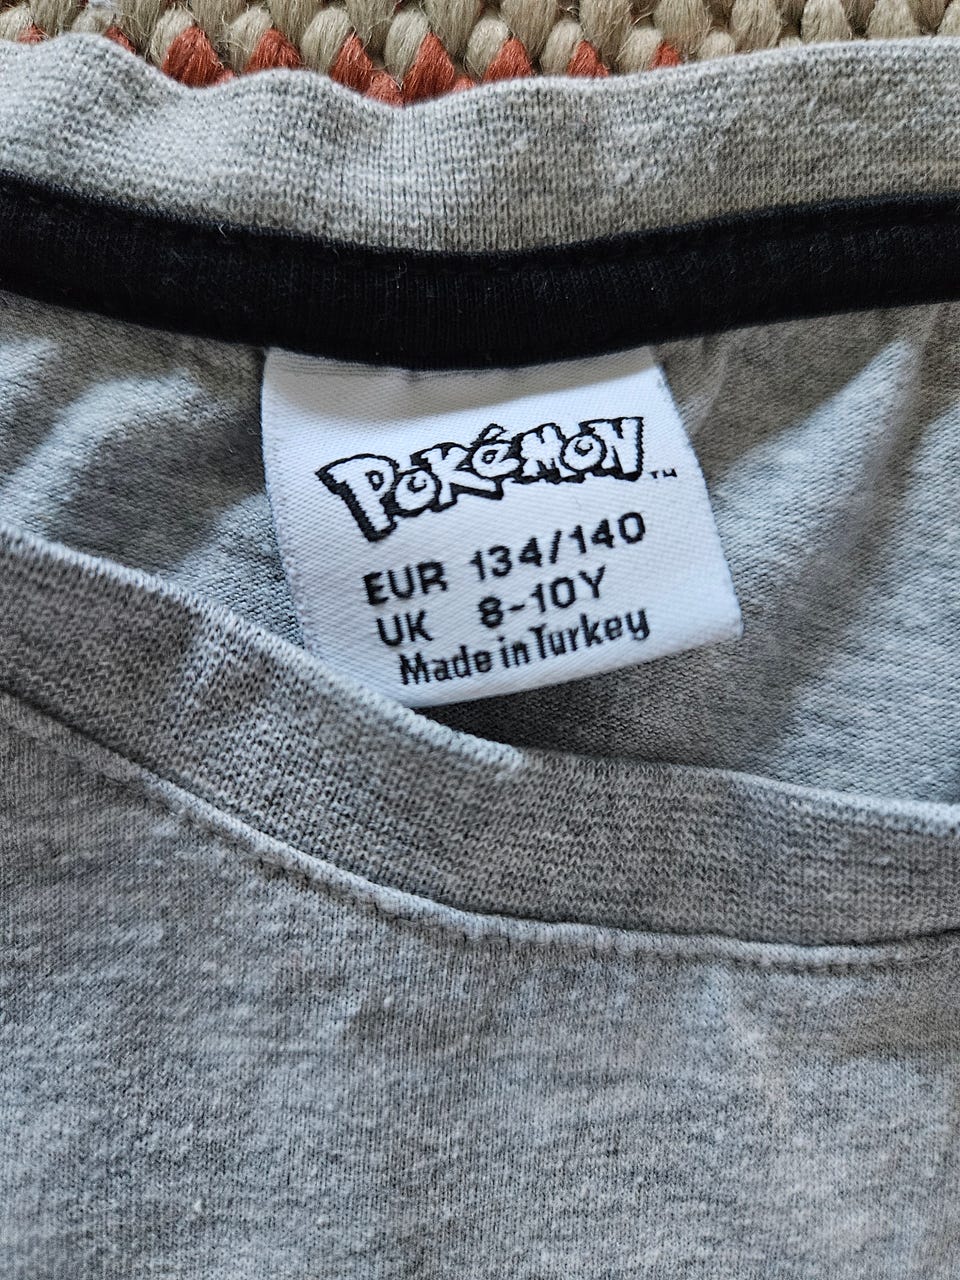 POKéMON™
EUR 134/140
UK 8-10Y
Made in Turkey